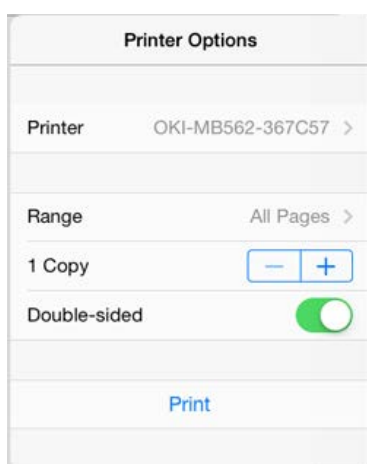 Printer Options
Printer OKI-MB562-367C57 >
Range All Pages >
1 Copy − +
Double-sided
Print